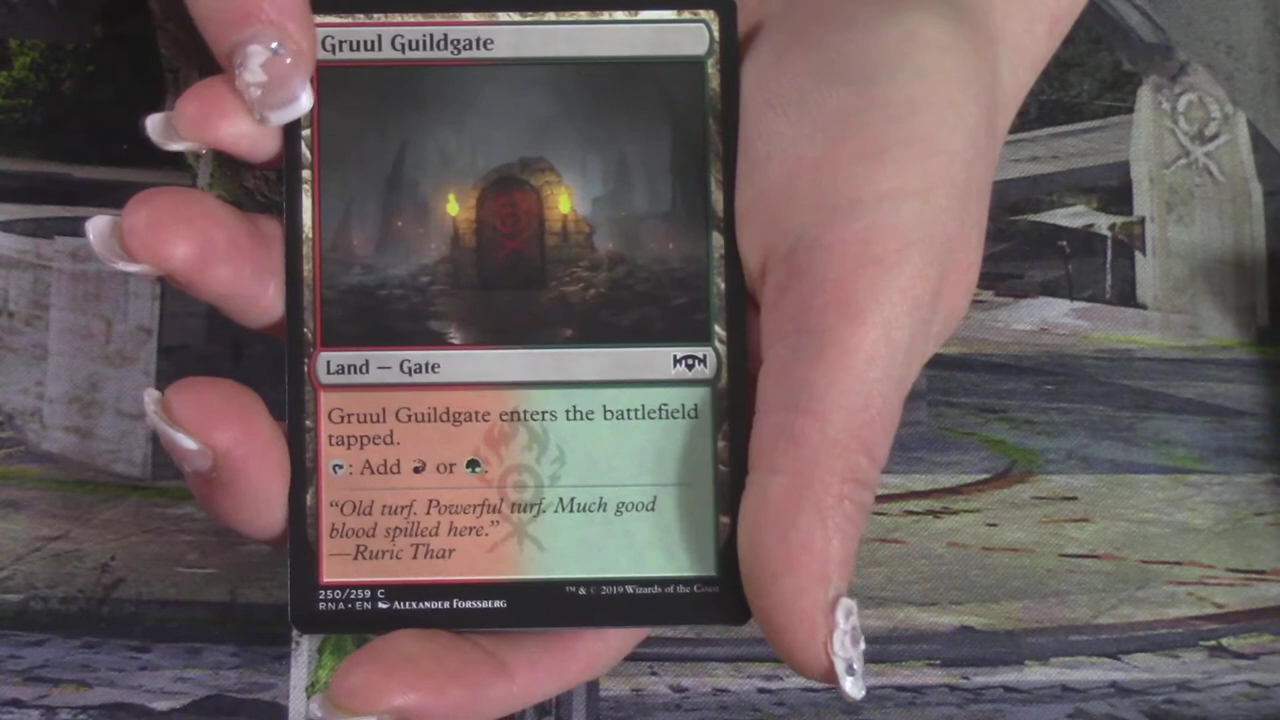 Gruul Guildgate
Land — Gate
Gruul Guildgate enters the battlefield
tapped.
: Add or .
“Old turf. Powerful turf. Much good
blood spilled here.”
—Ruric Thar
250/259 C
RNA • EN ALEXANDER FORSSBERG
™ & © 2019 Wizards of the Coast